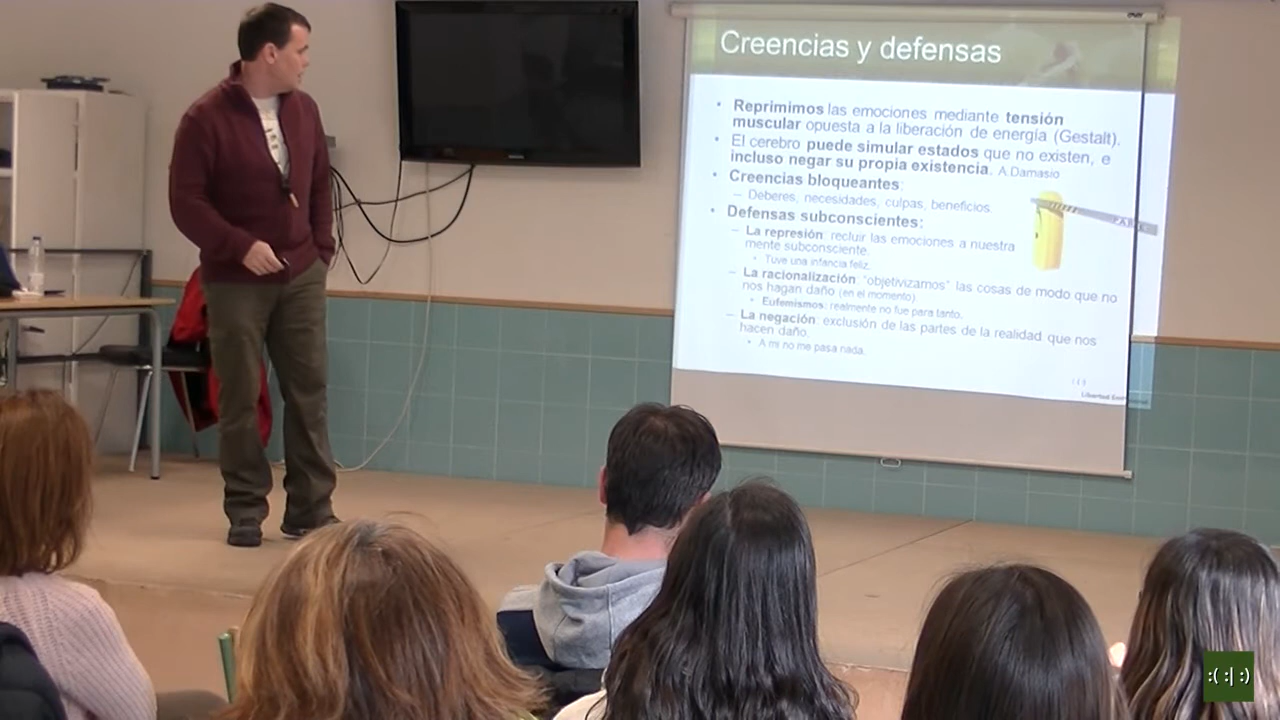 Creencias y defensas
• Reprimimos las emociones mediante tensión
muscular opuesta a la liberación de energía (Gestalt).
• El cerebro puede simular estados que no existen, e
incluso negar su propia existencia. A.Damasio
• Creencias bloqueantes:
– Deberes, necesidades, culpas, beneficios.
• Defensas subconscientes:
– La represión: recluir las emociones a nuestra
mente subconsciente.
• Tuve una infancia feliz.
– La racionalización: "objetivizamos" las cosas de modo que no
nos hagan daño (en el momento).
• Eufemismos: realmente no fue para tanto.
– La negación: exclusión de las partes de la realidad que nos
hacen daño.
• A mi no me pasa nada.
Libertad
:( :| :)